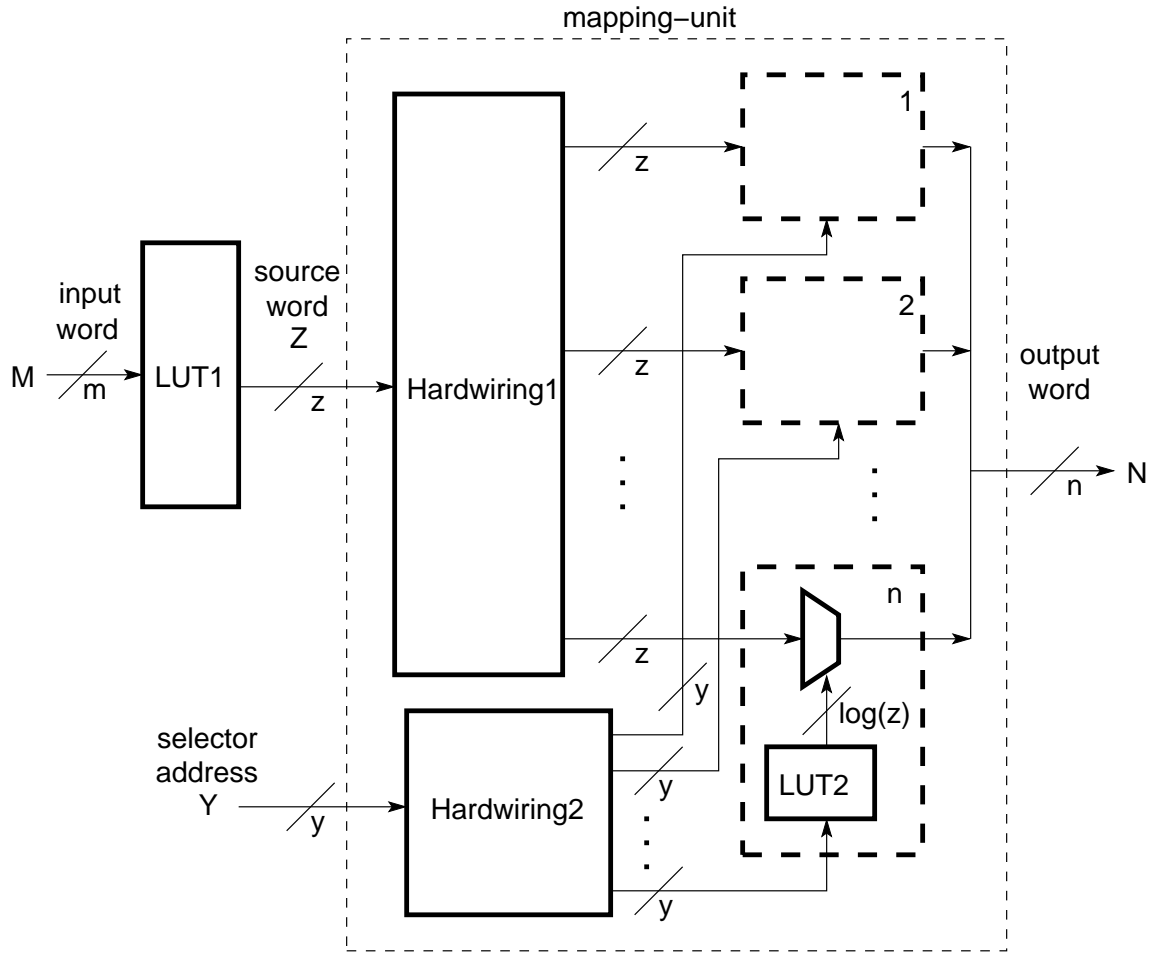 mapping–unit
1
z
source
word
Z
input
word
2
M
m
LUT1
z
Hardwiring1
z
output
word
n
N
n
z
y
log(z)
selector
address
Y
y
Hardwiring2
y
LUT2
y